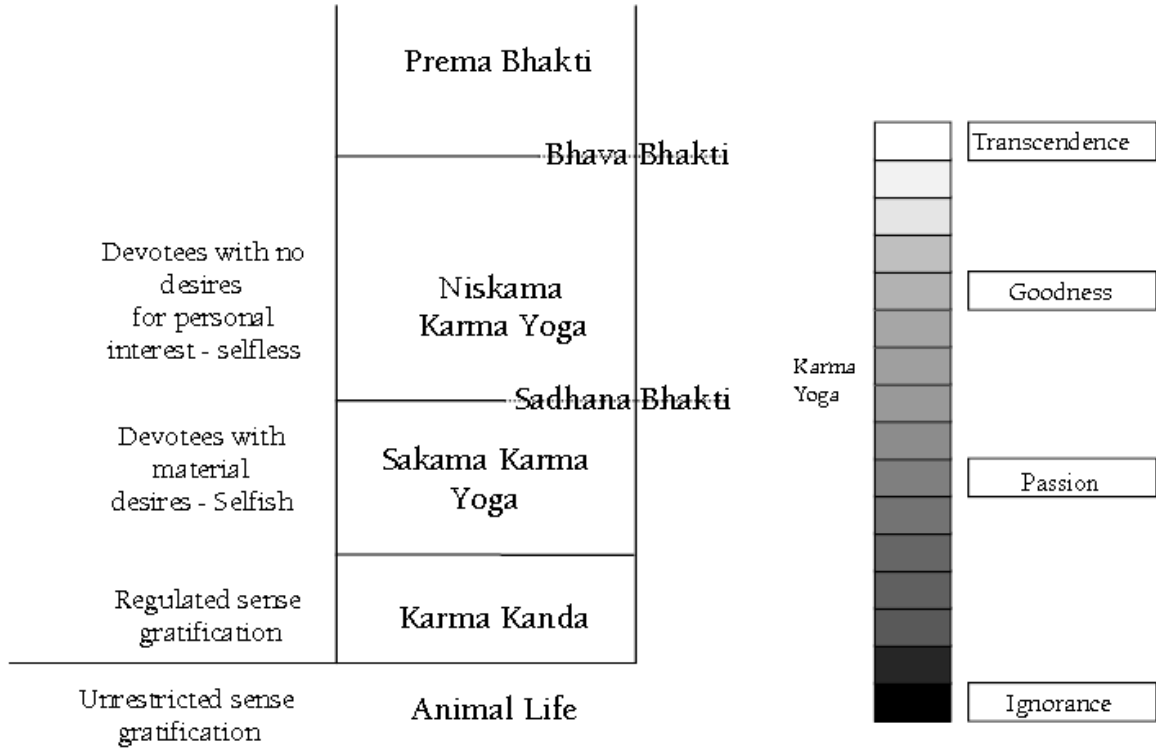 Prema Bhakti
Bhava Bhakti
Devotees with no
desires
for personal
interest - selfless
Niskama
Karma Yoga
Sadhana Bhakti
Devotees with
material
desires - Selfish
Sakama Karma
Yoga
Regulated sense
gratification
Karma Kanda
Unrestricted sense
gratification
Animal Life
Karma
Yoga
Transcendence
Goodness
Passion
Ignorance